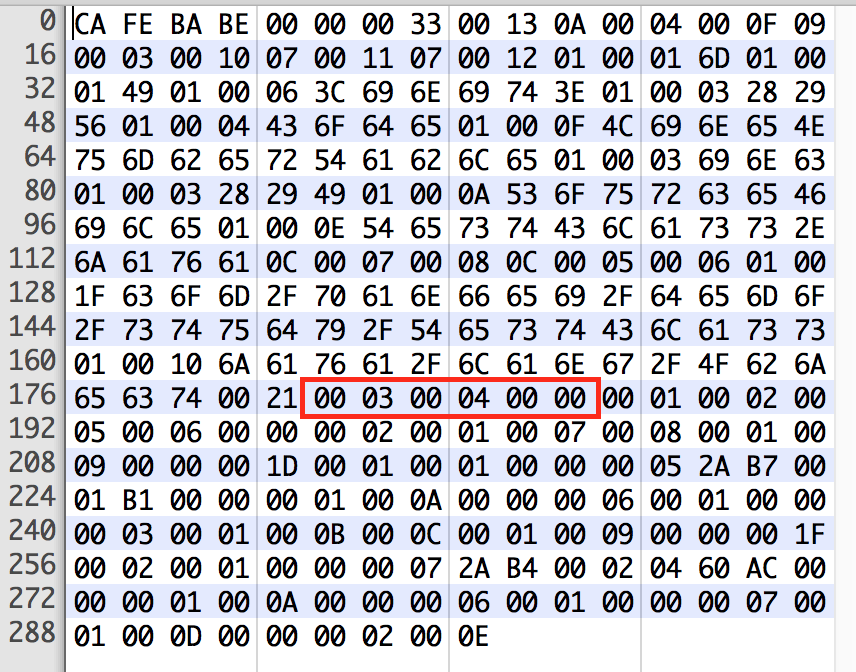 0 CA FE BA BE 00 00 00 33 00 13 0A 00 04 00 0F 09
16 00 03 00 10 07 00 11 07 00 12 01 00 01 6D 01 00
32 01 49 01 00 06 3C 69 6E 69 74 3E 01 00 03 28 29
48 56 01 00 04 43 6F 64 65 01 00 0F 4C 69 6E 65 4E
64 75 6D 62 65 72 54 61 62 6C 65 01 00 03 69 6E 63
80 01 00 03 28 29 49 01 00 0A 53 6F 75 72 63 65 46
96 69 6C 65 01 00 0E 54 65 73 74 43 6C 61 73 73 2E
112 6A 61 76 61 0C 00 07 00 08 0C 00 05 00 06 01 00
128 1F 63 6F 6D 2F 70 61 6E 66 65 69 2F 64 65 6D 6F
144 2F 73 74 75 64 79 2F 54 65 73 74 43 6C 61 73 73
160 01 00 10 6A 61 76 61 2F 6C 61 6E 67 2F 4F 62 6A
176 65 63 74 00 21 00 03 00 04 00 00 00 01 00 02 00
192 05 00 06 00 00 00 02 00 01 00 07 00 08 00 01 00
208 09 00 00 00 1D 00 01 00 01 00 00 00 05 2A B7 00
224 01 B1 00 00 00 01 00 0A 00 00 00 06 00 01 00 00
240 00 03 00 01 00 0B 00 0C 00 01 00 09 00 00 00 1F
256 00 02 00 01 00 00 00 07 2A B4 00 02 04 60 AC 00
272 00 00 01 00 0A 00 00 00 06 00 01 00 00 00 07 00
288 01 00 0D 00 00 00 02 00 0E